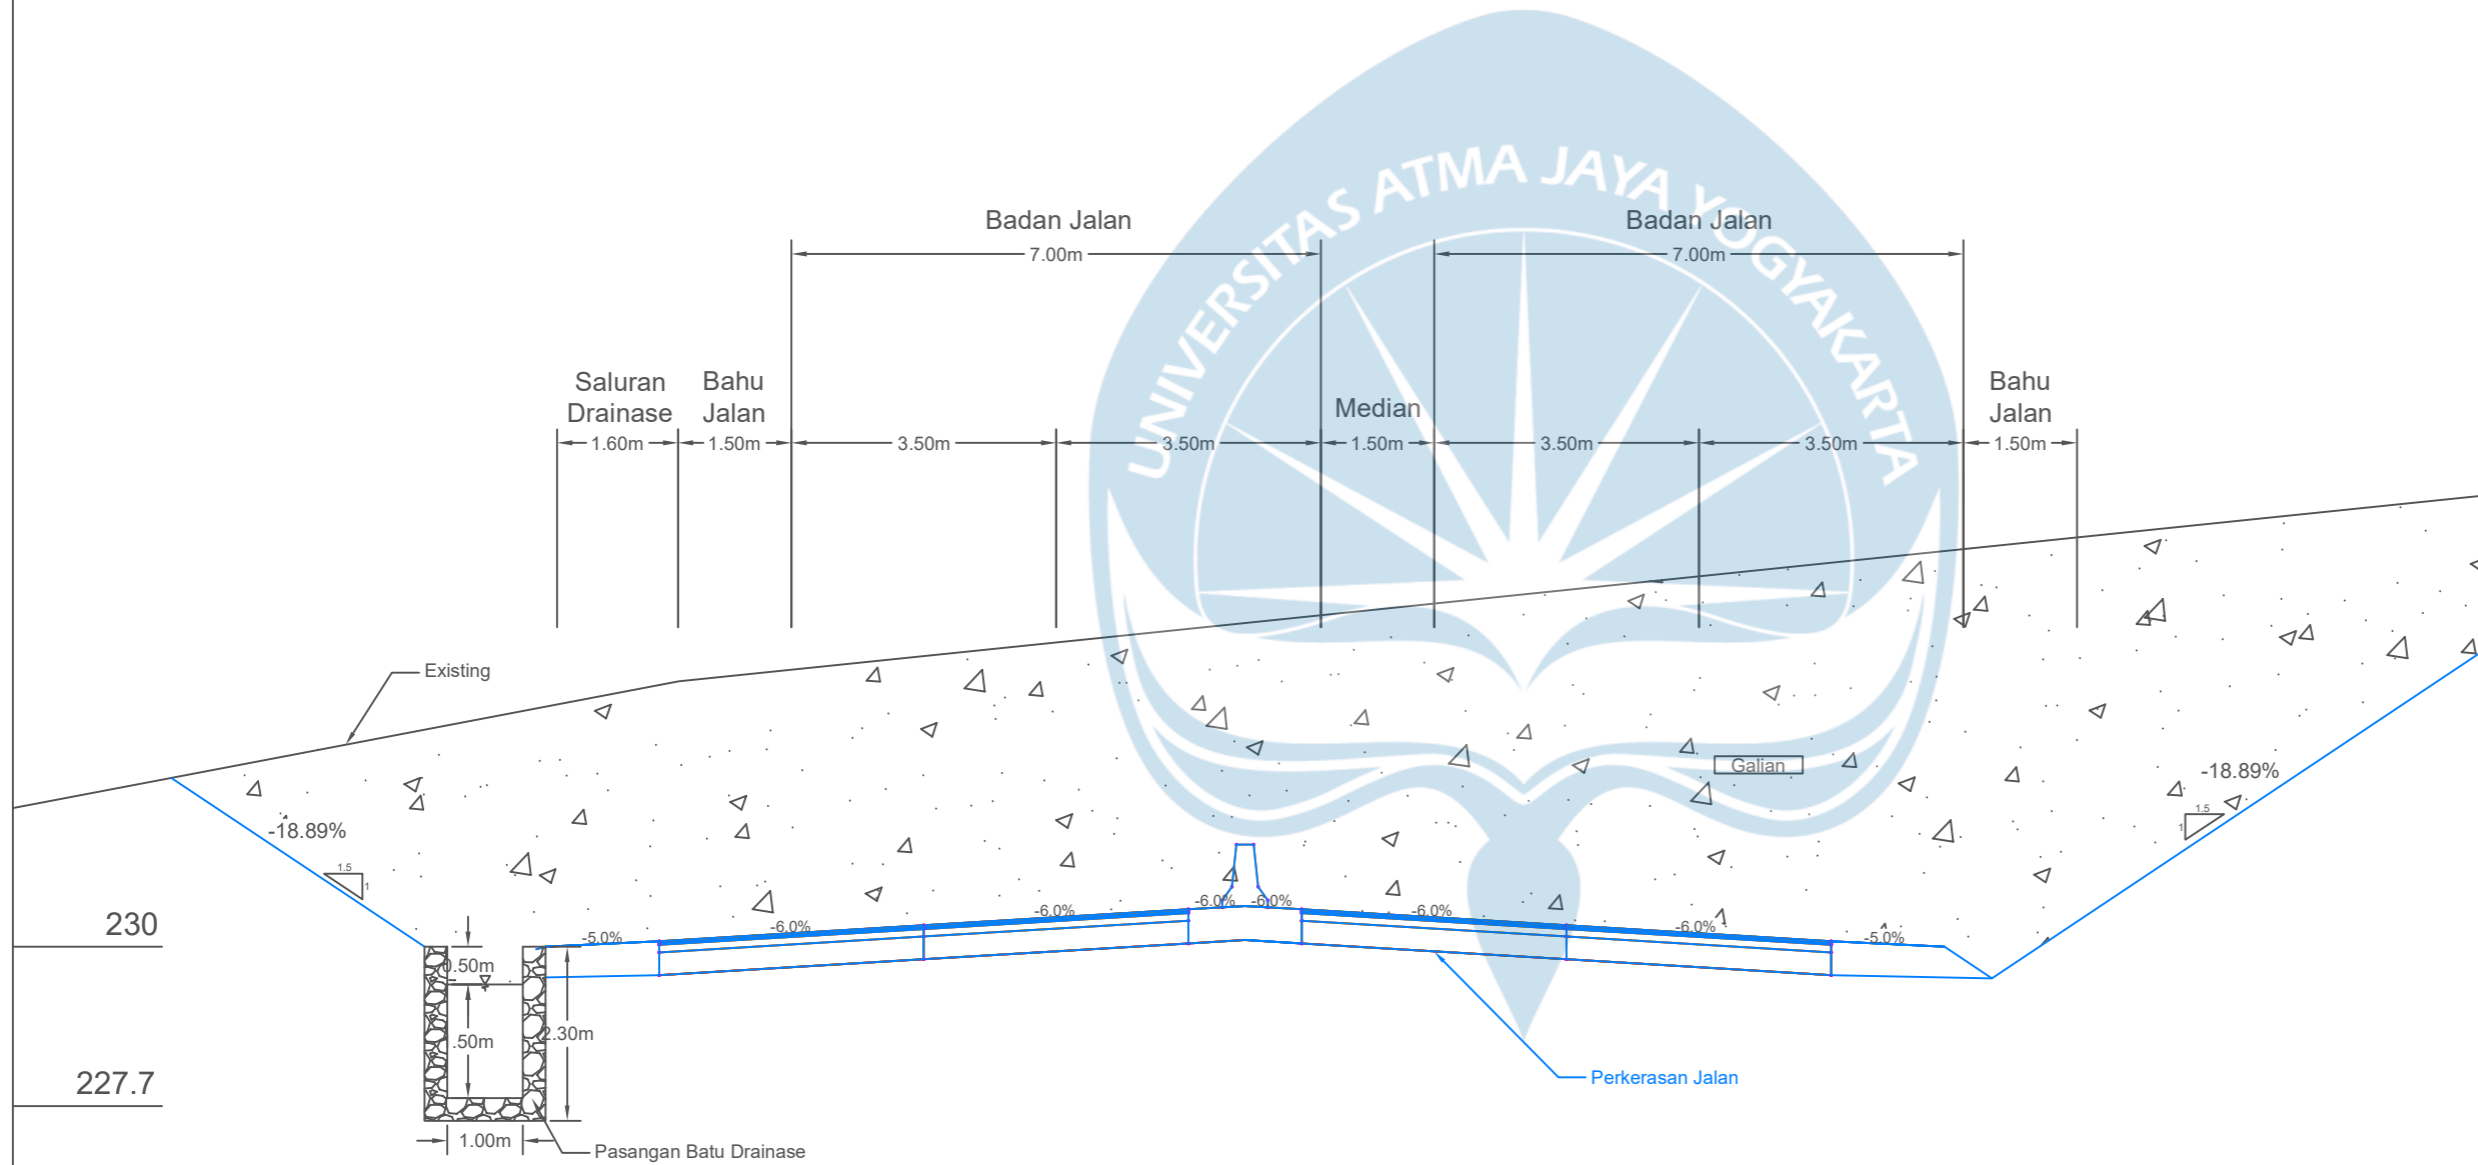 UNIVERSITAS ATMA JAYA YOGYAKARTA
Badan Jalan
Badan Jalan
7.00m
7.00m
Saluran
Drainase
Bahu
Jalan
Median
Bahu
Jalan
1.60m
1.50m
3.50m
3.50m
1.50m
3.50m
3.50m
1.50m
Existing
Galian
-18.89%
-18.89%
1.5
1
1.5
1
230
-5.0%
-6.0%
-6.0%
-6.0%
-6.0%
-6.0%
-6.0%
-5.0%
0.50m
.50m
2.30m
227.7
Perkerasan Jalan
1.00m
Pasangan Batu Drainase